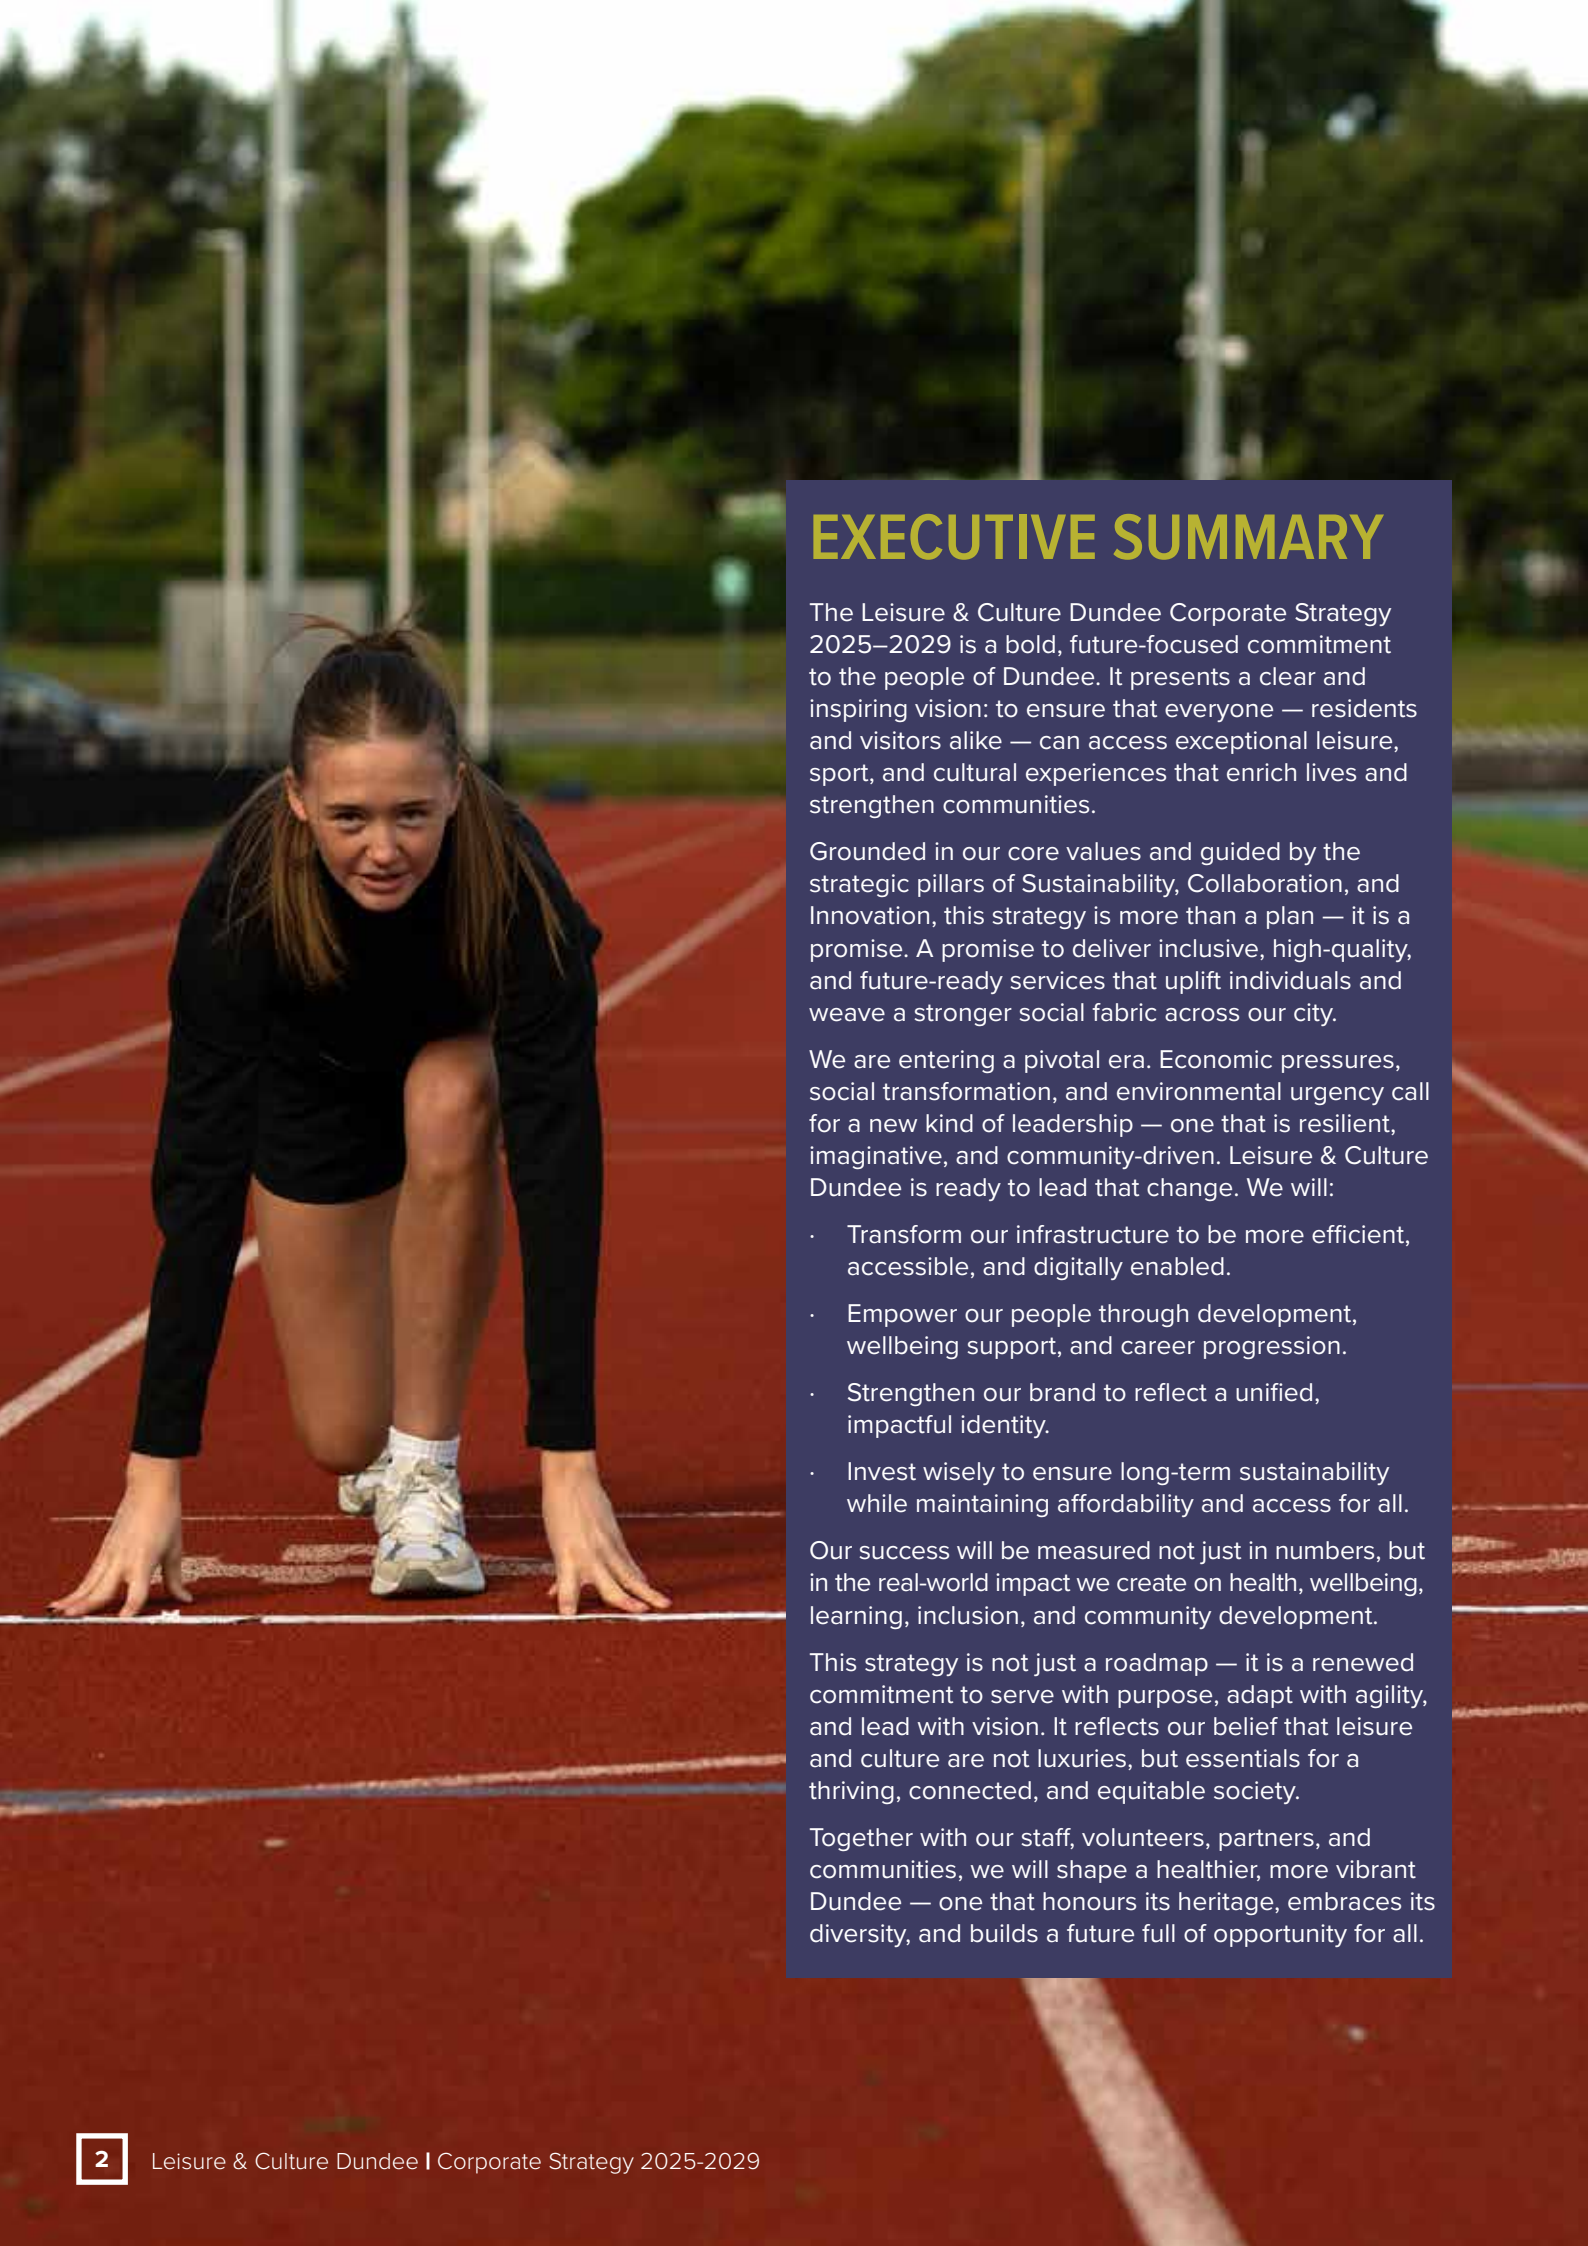 EXECUTIVE SUMMARY
The Leisure & Culture Dundee Corporate Strategy
2025–2029 is a bold, future-focused commitment
to the people of Dundee. It presents a clear and
inspiring vision: to ensure that everyone — residents
and visitors alike — can access exceptional leisure,
sport, and cultural experiences that enrich lives and
strengthen communities.
Grounded in our core values and guided by the
strategic pillars of Sustainability, Collaboration, and
Innovation, this strategy is more than a plan — it is a
promise. A promise to deliver inclusive, high-quality,
and future-ready services that uplift individuals and
weave a stronger social fabric across our city.
We are entering a pivotal era. Economic pressures,
social transformation, and environmental urgency call
for a new kind of leadership — one that is resilient,
imaginative, and community-driven. Leisure & Culture
Dundee is ready to lead that change. We will:
· Transform our infrastructure to be more efficient,
accessible, and digitally enabled.
· Empower our people through development,
wellbeing support, and career progression.
· Strengthen our brand to reflect a unified,
impactful identity.
· Invest wisely to ensure long-term sustainability
while maintaining affordability and access for all.
Our success will be measured not just in numbers, but
in the real-world impact we create on health, wellbeing,
learning, inclusion, and community development.
This strategy is not just a roadmap — it is a renewed
commitment to serve with purpose, adapt with agility,
and lead with vision. It reflects our belief that leisure
and culture are not luxuries, but essentials for a
thriving, connected, and equitable society.
Together with our staff, volunteers, partners, and
communities, we will shape a healthier, more vibrant
Dundee — one that honours its heritage, embraces its
diversity, and builds a future full of opportunity for all.
2 Leisure & Culture Dundee | Corporate Strategy 2025-2029